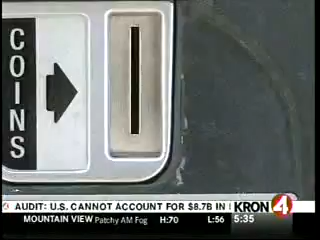 COINS
AUDIT: U.S. CANNOT ACCOUNT FOR $8.7B IN
KRON 4
MOUNTAIN VIEW Patchy AM Fog H:70 L:56 5:35